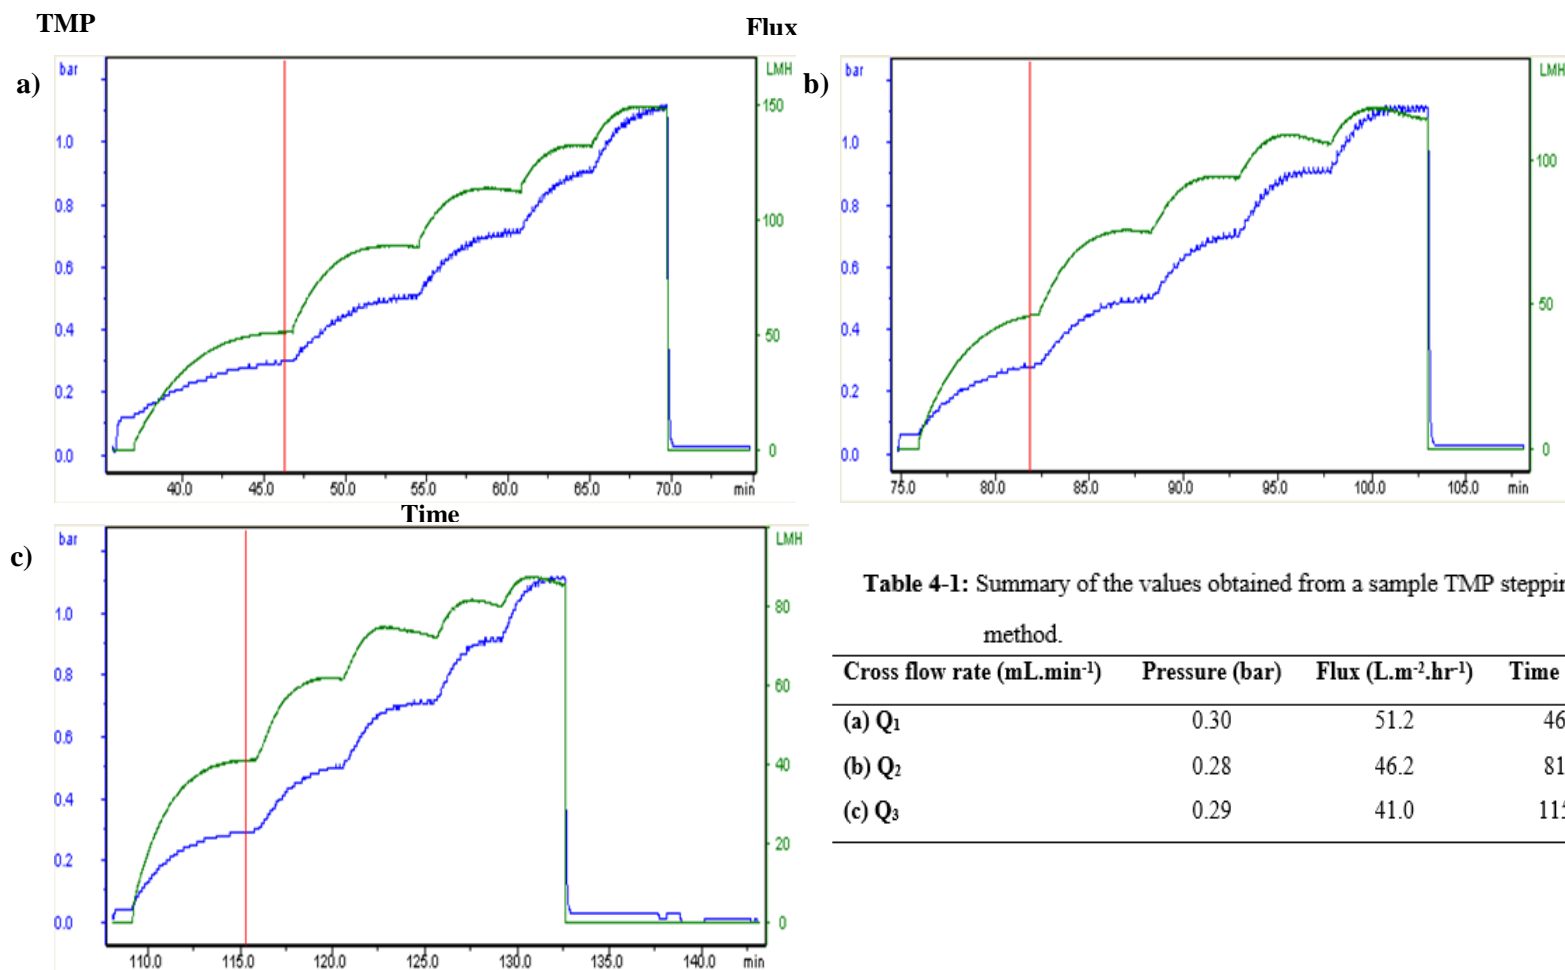 TMP
Flux
a)
bar
LMH
1.0
0.8
0.6
0.4
0.2
0.0
150
100
50
0
40.0 45.0 50.0 55.0 60.0 65.0 70.0 min
Time
b)
bar
LMH
1.0
0.8
0.6
0.4
0.2
0.0
100
50
0
75.0 80.0 85.0 90.0 95.0 100.0 105.0 min
c)
bar
LMH
1.0
0.8
0.6
0.4
0.2
0.0
80
60
40
20
0
110.0 115.0 120.0 125.0 130.0 135.0 140.0 min
Table 4-1: Summary of the values obtained from a sample TMP steppin
method.
Cross flow rate (mL.min⁻¹) Pressure (bar) Flux (L.m⁻².hr⁻¹) Time
(a) Q₁ 0.30 51.2 46
(b) Q₂ 0.28 46.2 81
(c) Q₃ 0.29 41.0 115